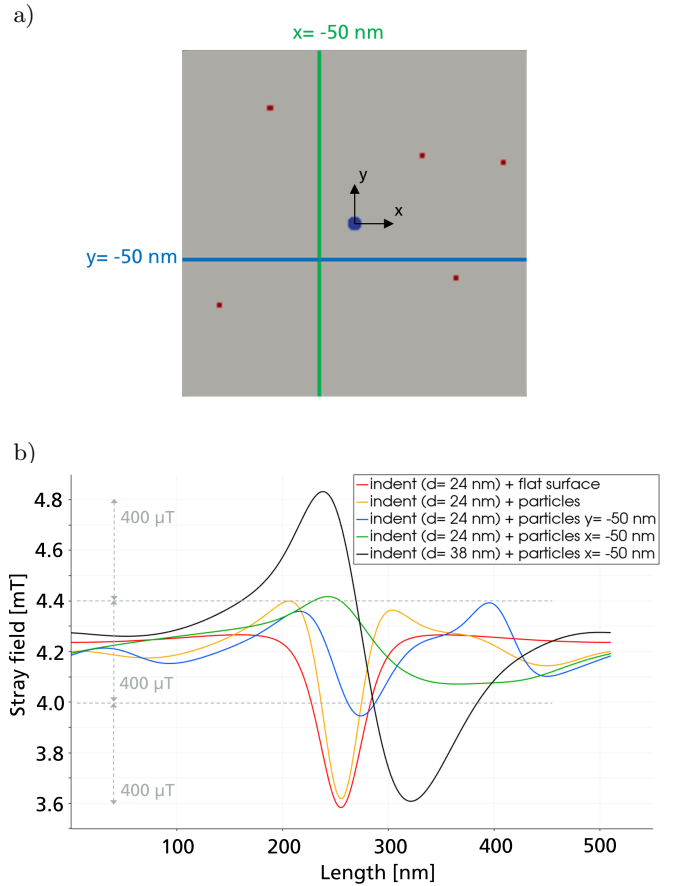 a)
x= -50 nm
y
x
y= -50 nm
b)
indent (d= 24 nm) + flat surface
indent (d= 24 nm) + particles
indent (d= 24 nm) + particles y= -50 nm
indent (d= 24 nm) + particles x= -50 nm
indent (d= 38 nm) + particles x= -50 nm
4.8
400 µT
4.6
Stray field [mT]
4.4
4.2
400 µT
4.0
3.8
400 µT
3.6
100 200 300 400 500
Length [nm]